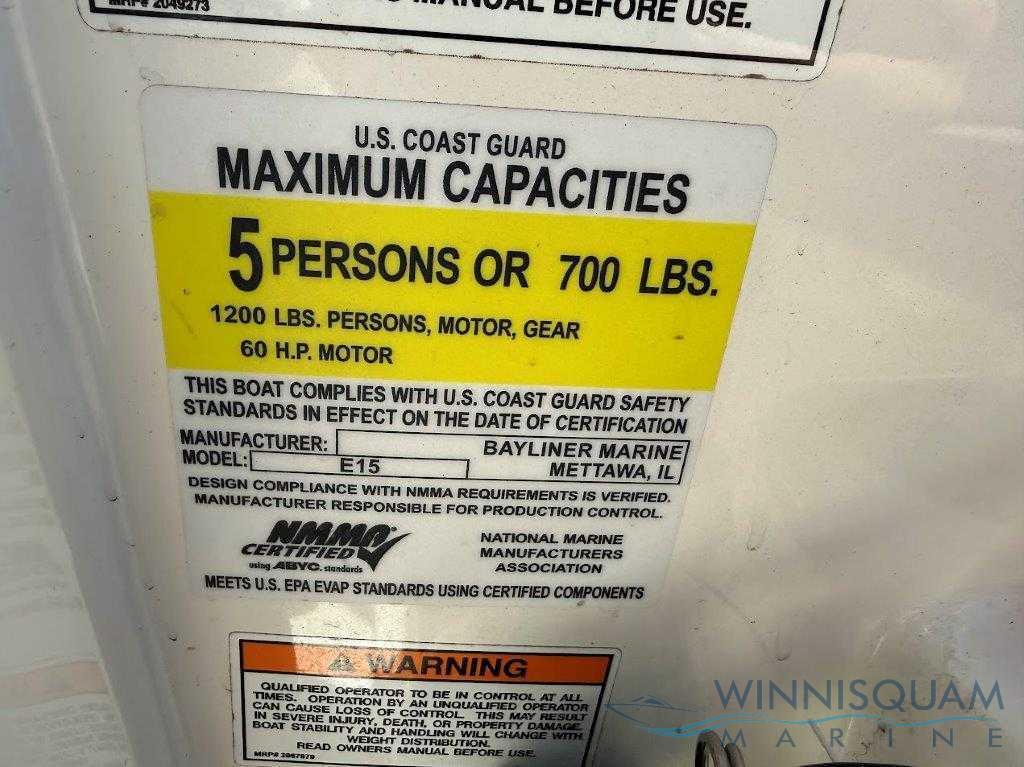 MRP# 2049273
MANUAL BEFORE USE.
U.S. COAST GUARD
MAXIMUM CAPACITIES
5 PERSONS OR 700 LBS.
1200 LBS. PERSONS, MOTOR, GEAR
60 H.P. MOTOR
THIS BOAT COMPLIES WITH U.S. COAST GUARD SAFETY
STANDARDS IN EFFECT ON THE DATE OF CERTIFICATION
MANUFACTURER: BAYLINER MARINE
MODEL: E15 METTAWA, IL
DESIGN COMPLIANCE WITH NMMA REQUIREMENTS IS VERIFIED.
MANUFACTURER RESPONSIBLE FOR PRODUCTION CONTROL.
NMMA®
CERTIFIED
using ABYC. standards
NATIONAL MARINE
MANUFACTURERS
ASSOCIATION
MEETS U.S. EPA EVAP STANDARDS USING CERTIFIED COMPONENTS
WARNING
QUALIFIED OPERATOR TO BE IN CONTROL AT ALL
TIMES. OPERATION BY AN UNQUALIFIED OPERATOR
CAN CAUSE LOSS OF CONTROL. THIS MAY RESULT
IN SEVERE INJURY, DEATH, OR PROPERTY DAMAGE.
BOAT STABILITY AND HANDLING WILL CHANGE WITH
WEIGHT DISTRIBUTION.
READ OWNERS MANUAL BEFORE USE.
WINNISQUAM
MARINE